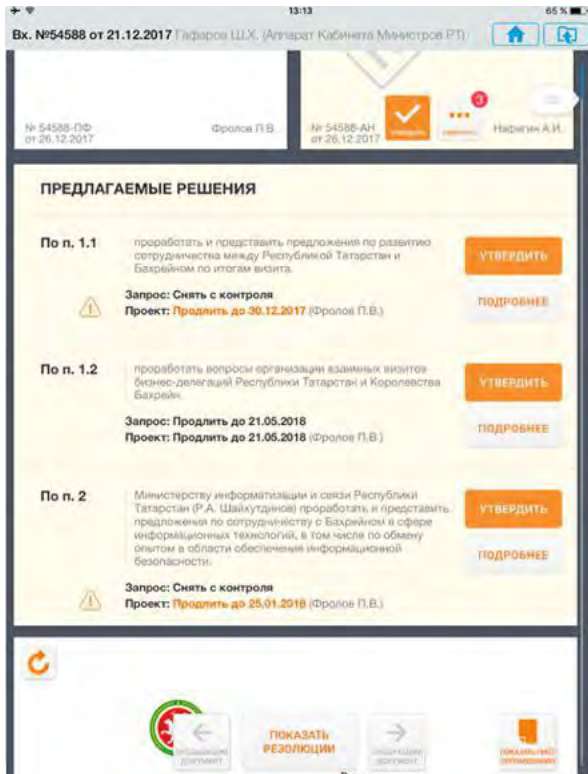 13:13
65 %
Вх. №54588 от 21.12.2017 Гафаров Ш.Х. (Аппарат Кабинета Министров РТ)
№ 54588-ПФ
от 26.12.2017
Фролов П.В.
№ 54588-АН
от 26.12.2017
3
Нафигин А.И.
ПРЕДЛАГАЕМЫЕ РЕШЕНИЯ
По п. 1.1
проработать и представить предложения по развитию
сотрудничества между Республикой Татарстан и
Бахрейном по итогам визита.
Запрос: Снять с контроля
Проект: Продлить до 30.12.2017 (Фролов П.В.)
УТВЕРДИТЬ
ПОДРОБНЕЕ
По п. 1.2
проработать вопросы организации взаимных визитов
бизнес-делегаций Республики Татарстан и Королевства
Бахрейн.
Запрос: Продлить до 21.05.2018
Проект: Продлить до 21.05.2018 (Фролов П.В.)
УТВЕРДИТЬ
ПОДРОБНЕЕ
По п. 2
Министерству информатизации и связи Республики
Татарстан (Р.А. Шайхутдинов) проработать и представить
предложения по сотрудничеству с Бахрейном в сфере
информационных технологий, в том числе по обмену
опытом в области обеспечения информационной
безопасности.
Запрос: Снять с контроля
Проект: Продлить до 25.01.2018 (Фролов П.В.)
УТВЕРДИТЬ
ПОДРОБНЕЕ
ПОКАЗАТЬ
РЕЗОЛЮЦИИ